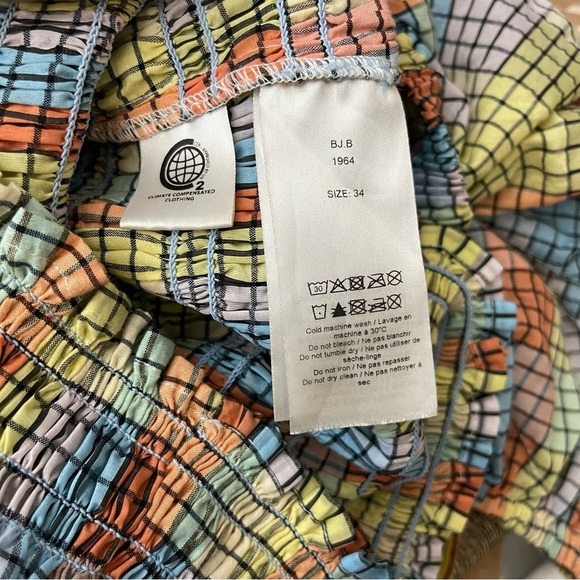 2
CLIMATE COMPENSATED
CLOTHING
BJ.B
1964
SIZE: 34
30
Cold machine wash / Lavage en
machine à 30°C
Do not bleach / Ne pas blanchir
Do not tumble dry / Ne pas utiliser de
sèche-linge
Do not iron / Ne pas repasser
Do not dry clean / Ne pas nettoyer à
sec